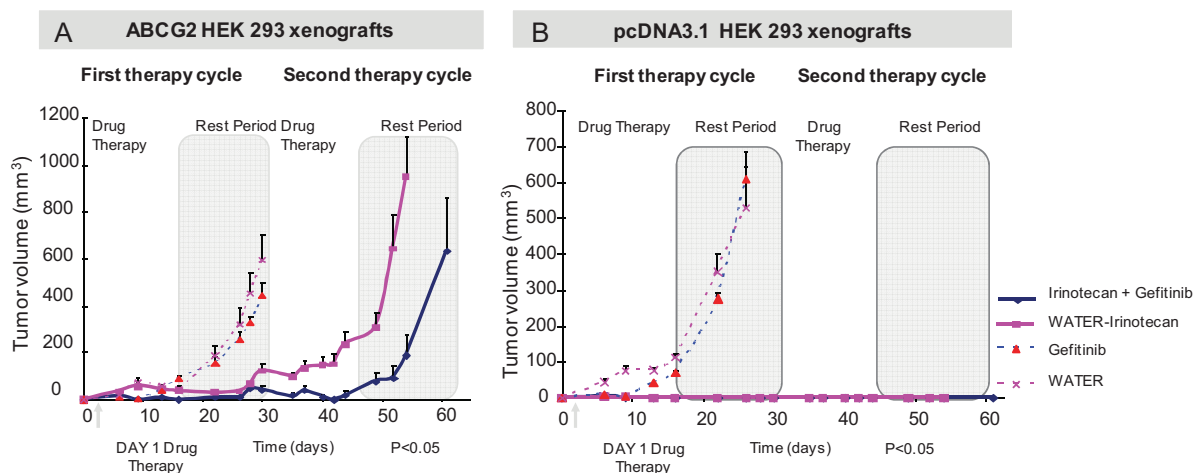 A ABCG2 HEK 293 xenografts
First therapy cycle Second therapy cycle
Drug Therapy
Rest Period
Drug Therapy
Rest Period
Tumor volume (mm³)
1200
1000
800
600
400
200
0
0 10 20 30 40 50 60
DAY 1 Drug Therapy
Time (days)
P<0.05
B pcDNA3.1 HEK 293 xenografts
First therapy cycle Second therapy cycle
Drug Therapy
Rest Period
Drug Therapy
Rest Period
Tumor volume (mm³)
800
700
600
500
400
300
200
100
0
0 10 20 30 40 50 60
DAY 1 Drug Therapy
Time (days)
P<0.05
Irinotecan + Gefitinib
WATER-Irinotecan
Gefitinib
WATER